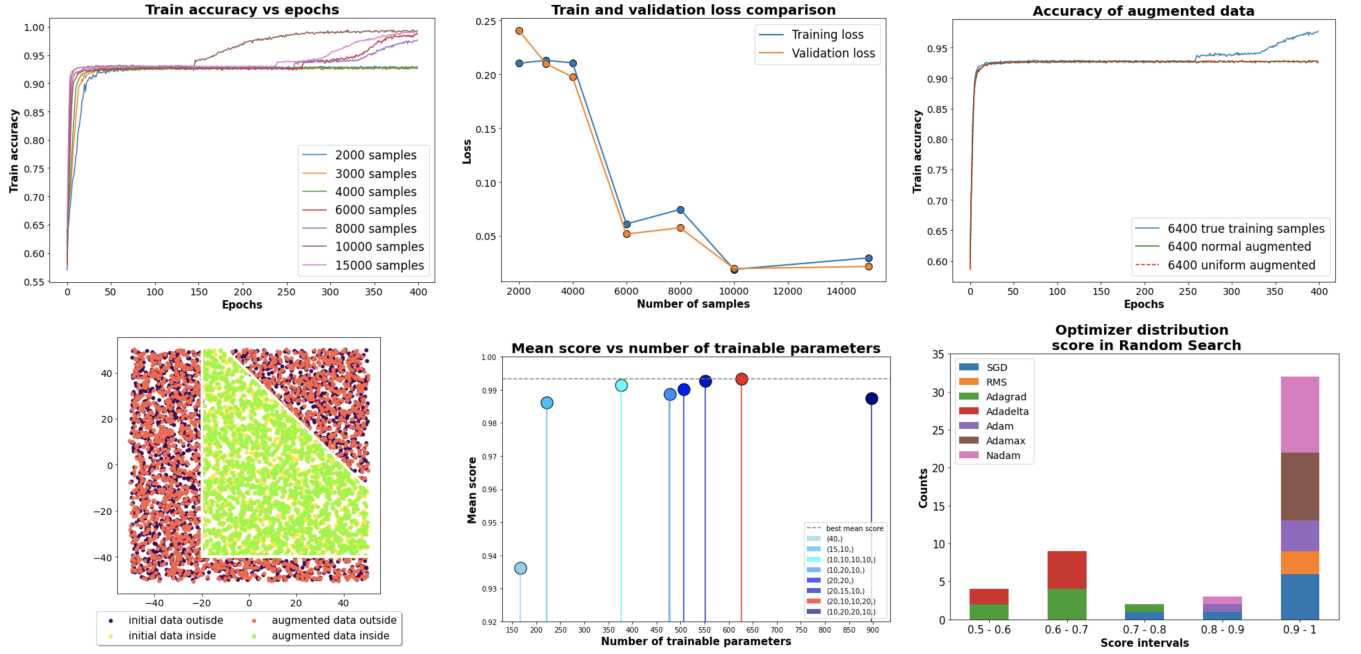 Train accuracy vs epochs
1.00
0.95
0.90
0.85
0.80
0.75
0.70
0.65
0.60
0.55
Train accuracy
2000 samples
3000 samples
4000 samples
6000 samples
8000 samples
10000 samples
15000 samples
0 50 100 150 200 250 300 350 400
Epochs
Train and validation loss comparison
0.25
0.20
0.15
0.10
0.05
Loss
Training loss
Validation loss
2000 4000 6000 8000 10000 12000 14000
Number of samples
Accuracy of augmented data
0.95
0.90
0.85
0.80
0.75
0.70
0.65
0.60
Train accuracy
6400 true training samples
6400 normal augmented
6400 uniform augmented
0 50 100 150 200 250 300 350 400
Epochs
40
20
0
−20
−40
−40 −20 0 20 40
initial data outside augmented data outside
initial data inside augmented data inside
Mean score vs number of trainable parameters
1.00
0.99
0.98
0.97
0.96
0.95
0.94
0.93
0.92
Mean score
best mean score
(40,)
(15,10,)
(10,10,10,10,)
(10,20,10,)
(20,20,)
(20,15,10,)
(20,10,10,20,)
(10,20,20,10,)
150 200 250 300 350 400 450 500 550 600 650 700 750 800 850 900
Number of trainable parameters
Optimizer distribution
score in Random Search
35
30
25
20
15
10
5
0
Counts
SGD
RMS
Adagrad
Adadelta
Adam
Adamax
Nadam
0.5 - 0.6 0.6 - 0.7 0.7 - 0.8 0.8 - 0.9 0.9 - 1
Score intervals